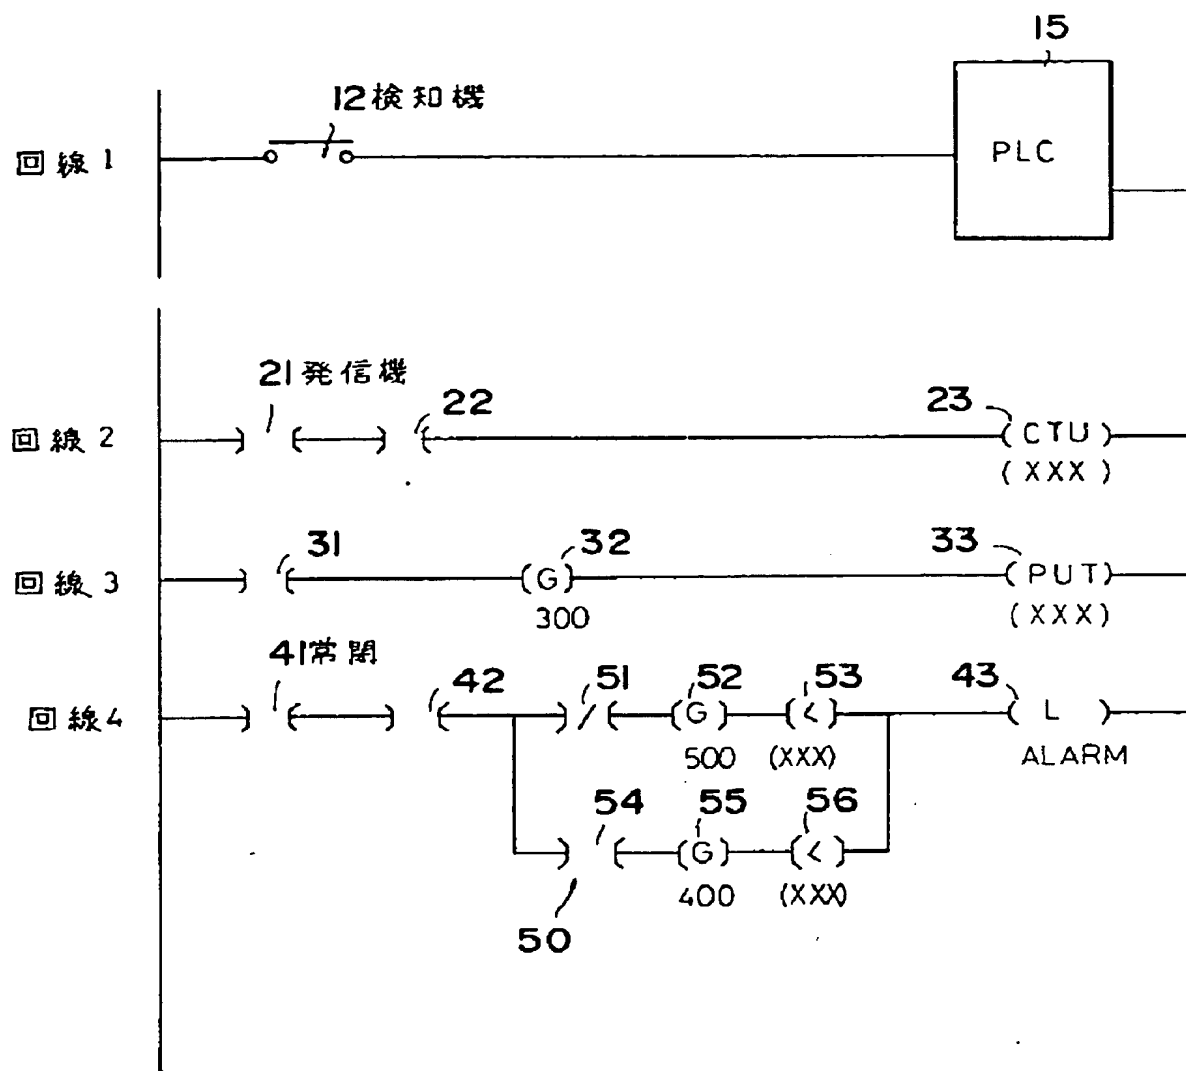 15
12検知機
回線1
PLC
21発信機
22
23
回線2
(CTU)
(XXX)
31
32
33
回線3
(G)
(PUT)
300
(XXX)
41常閉
42
51
52
53
43
回線4
(G)
(<)
(L)
500
(XXX)
ALARM
54
55
56
(G)
(<)
400
(XXX)
50